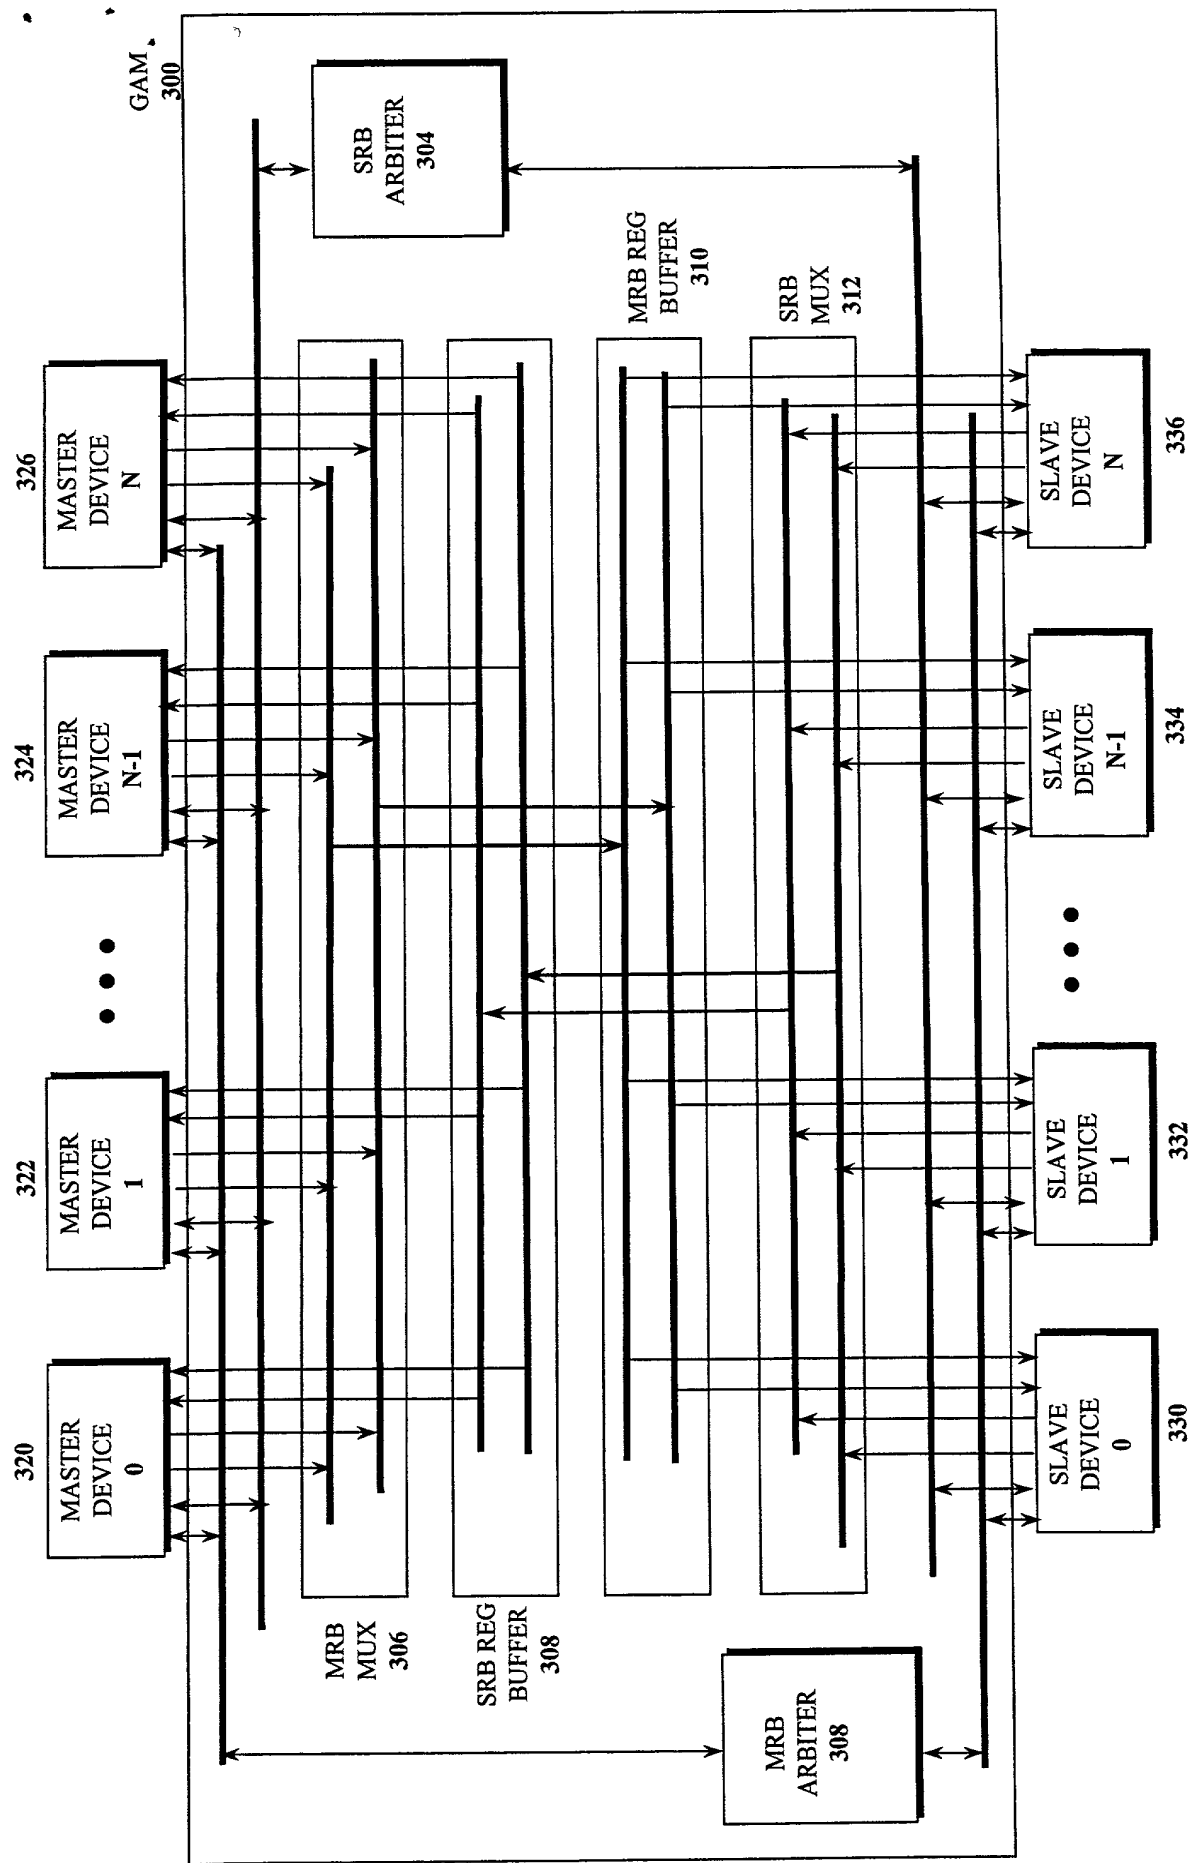 GAM
300
SRB
ARBITER
304
326
MASTER
DEVICE
N
324
MASTER
DEVICE
N-1
322
MASTER
DEVICE
1
320
MASTER
DEVICE
0
MRB
MUX
306
SRB REG
BUFFER
308
MRB REG
BUFFER
310
SRB
MUX
312
MRB
ARBITER
308
SLAVE
DEVICE
N
336
SLAVE
DEVICE
N-1
334
SLAVE
DEVICE
1
332
SLAVE
DEVICE
0
330